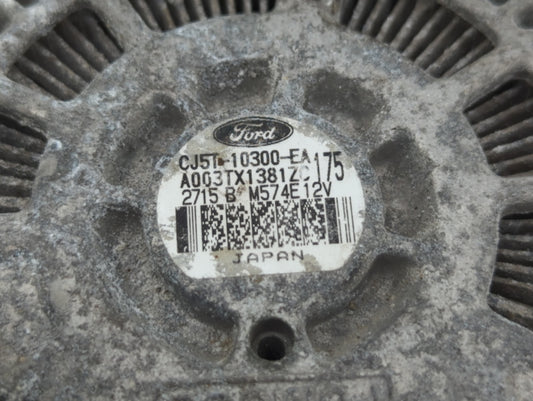 Ford
CJ5T-10300-EA
175
A003TX1381ZC
2715 B M574E 12V
JAPAN